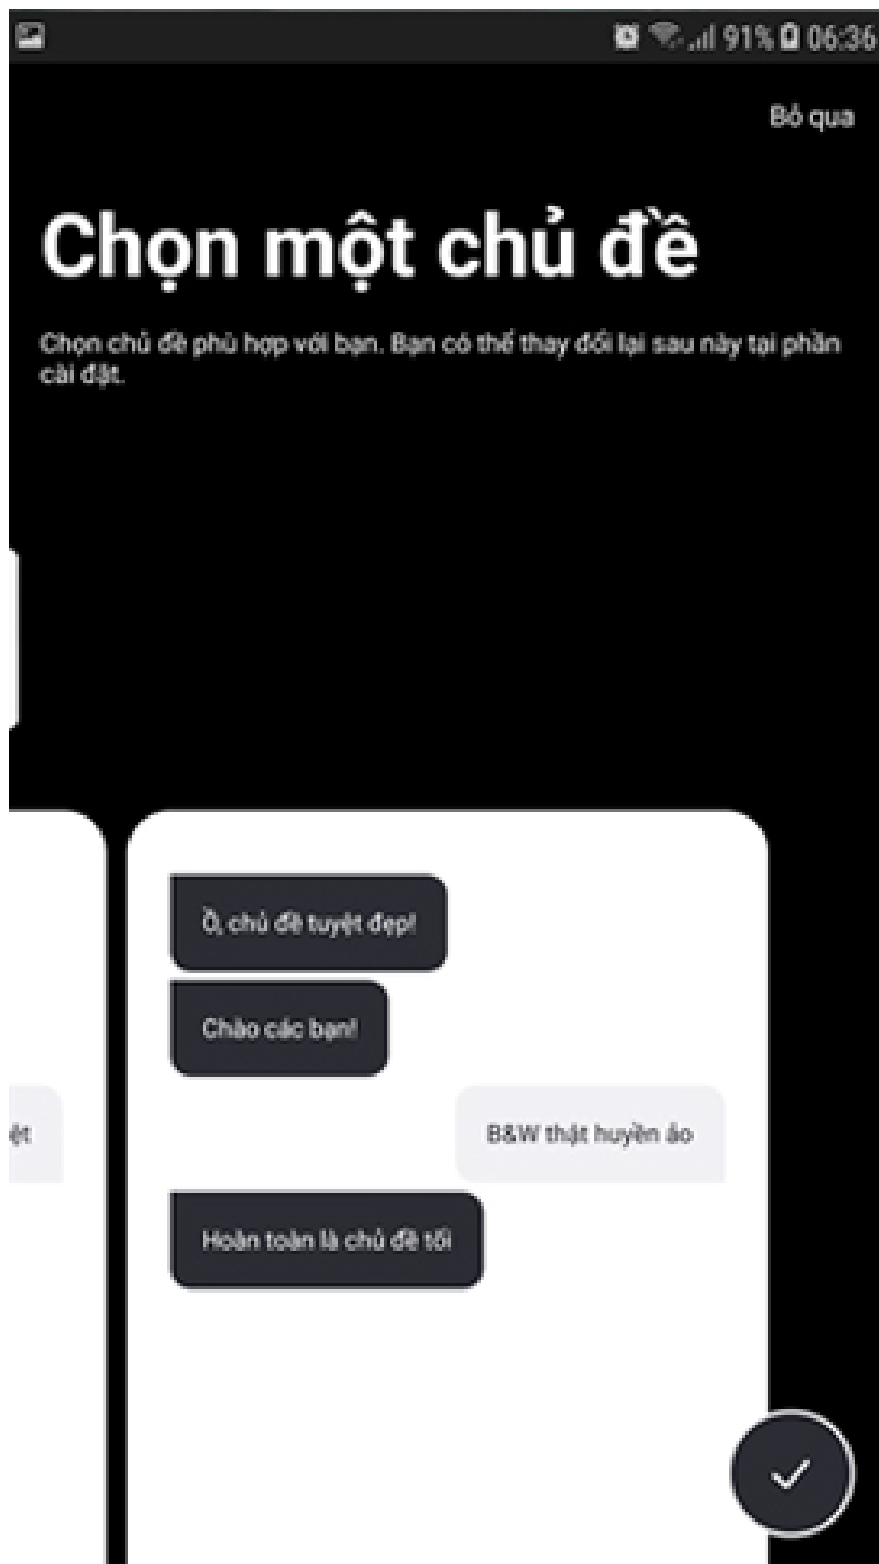 91% 06:36
Bỏ qua
Chọn một chủ đề
Chọn chủ đề phù hợp với bạn. Bạn có thể thay đổi lại sau này tại phần
cài đặt.
Ồ, chủ đề tuyệt đẹp!
Chào các bạn!
ệt
B&W thật huyền ảo
Hoàn toàn là chủ đề tối